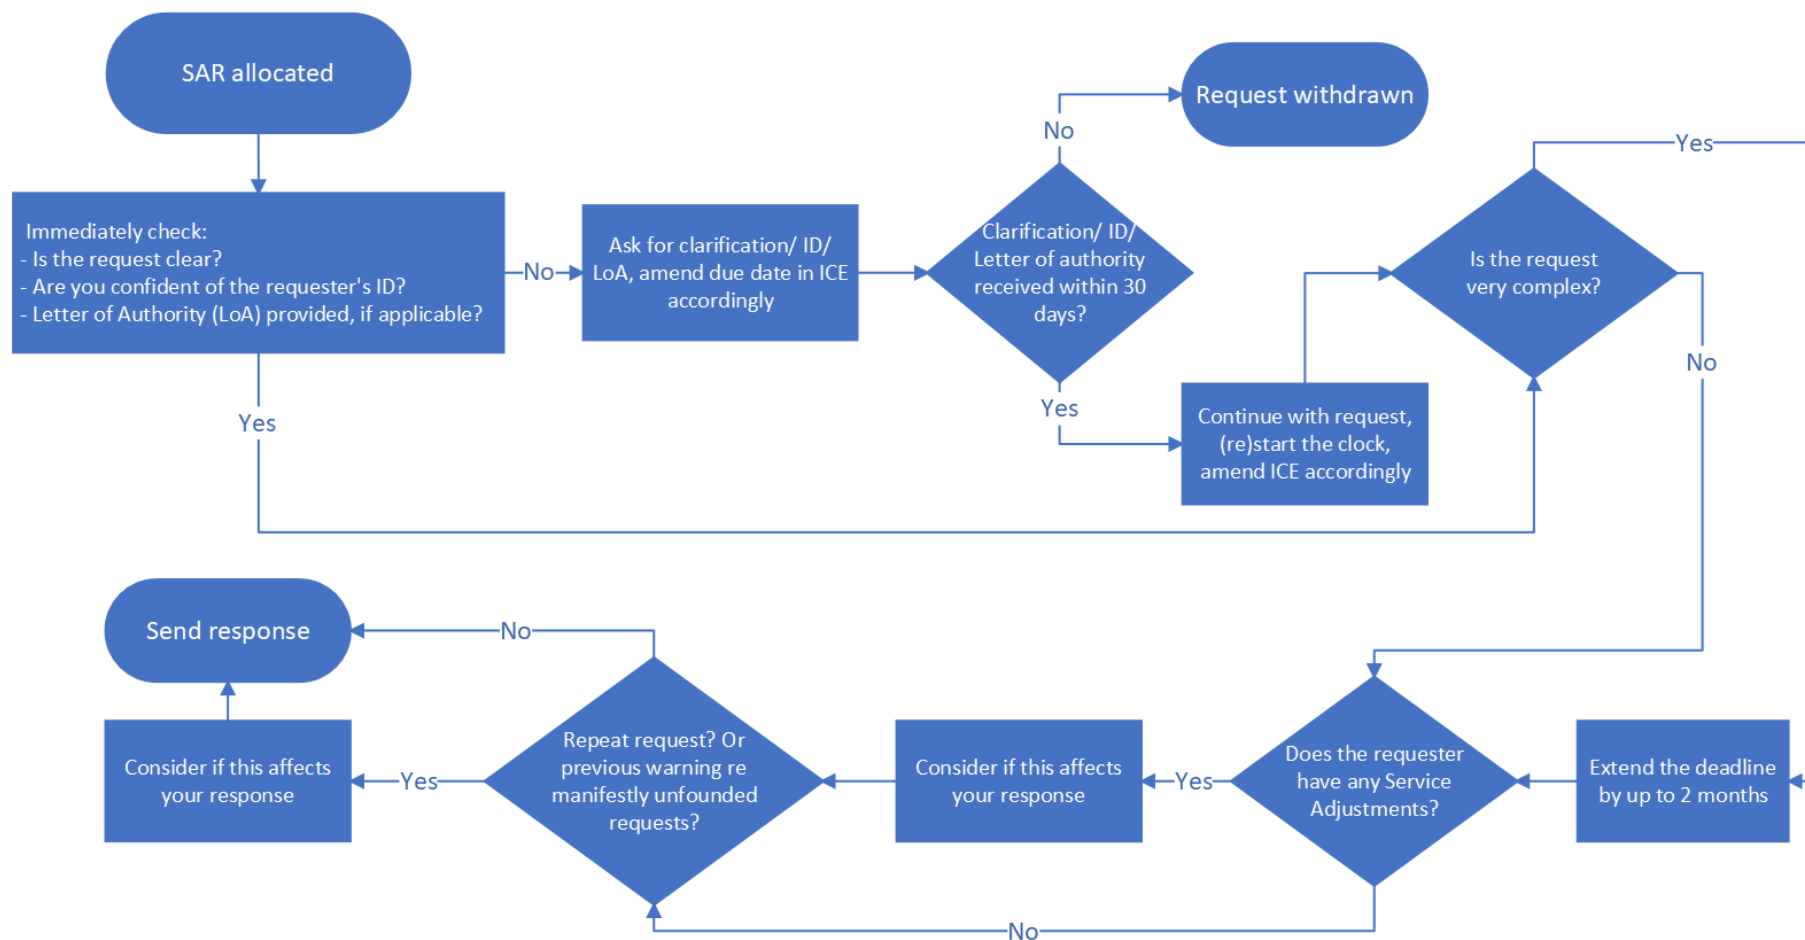 SAR allocated
Immediately check:
- Is the request clear?
- Are you confident of the requester's ID?
- Letter of Authority (LoA) provided, if applicable?
No
Yes
Ask for clarification/ ID/
LoA, amend due date in ICE
accordingly
Clarification/ ID/
Letter of authority
received within 30
days?
No
Request withdrawn
Yes
Continue with request,
(re)start the clock,
amend ICE accordingly
Is the request
very complex?
Yes
No
Extend the deadline
by up to 2 months
Does the requester
have any Service
Adjustments?
Yes
Consider if this affects
your response
No
Repeat request? Or
previous warning re
manifestly unfounded
requests?
Yes
Consider if this affects
your response
No
Send response